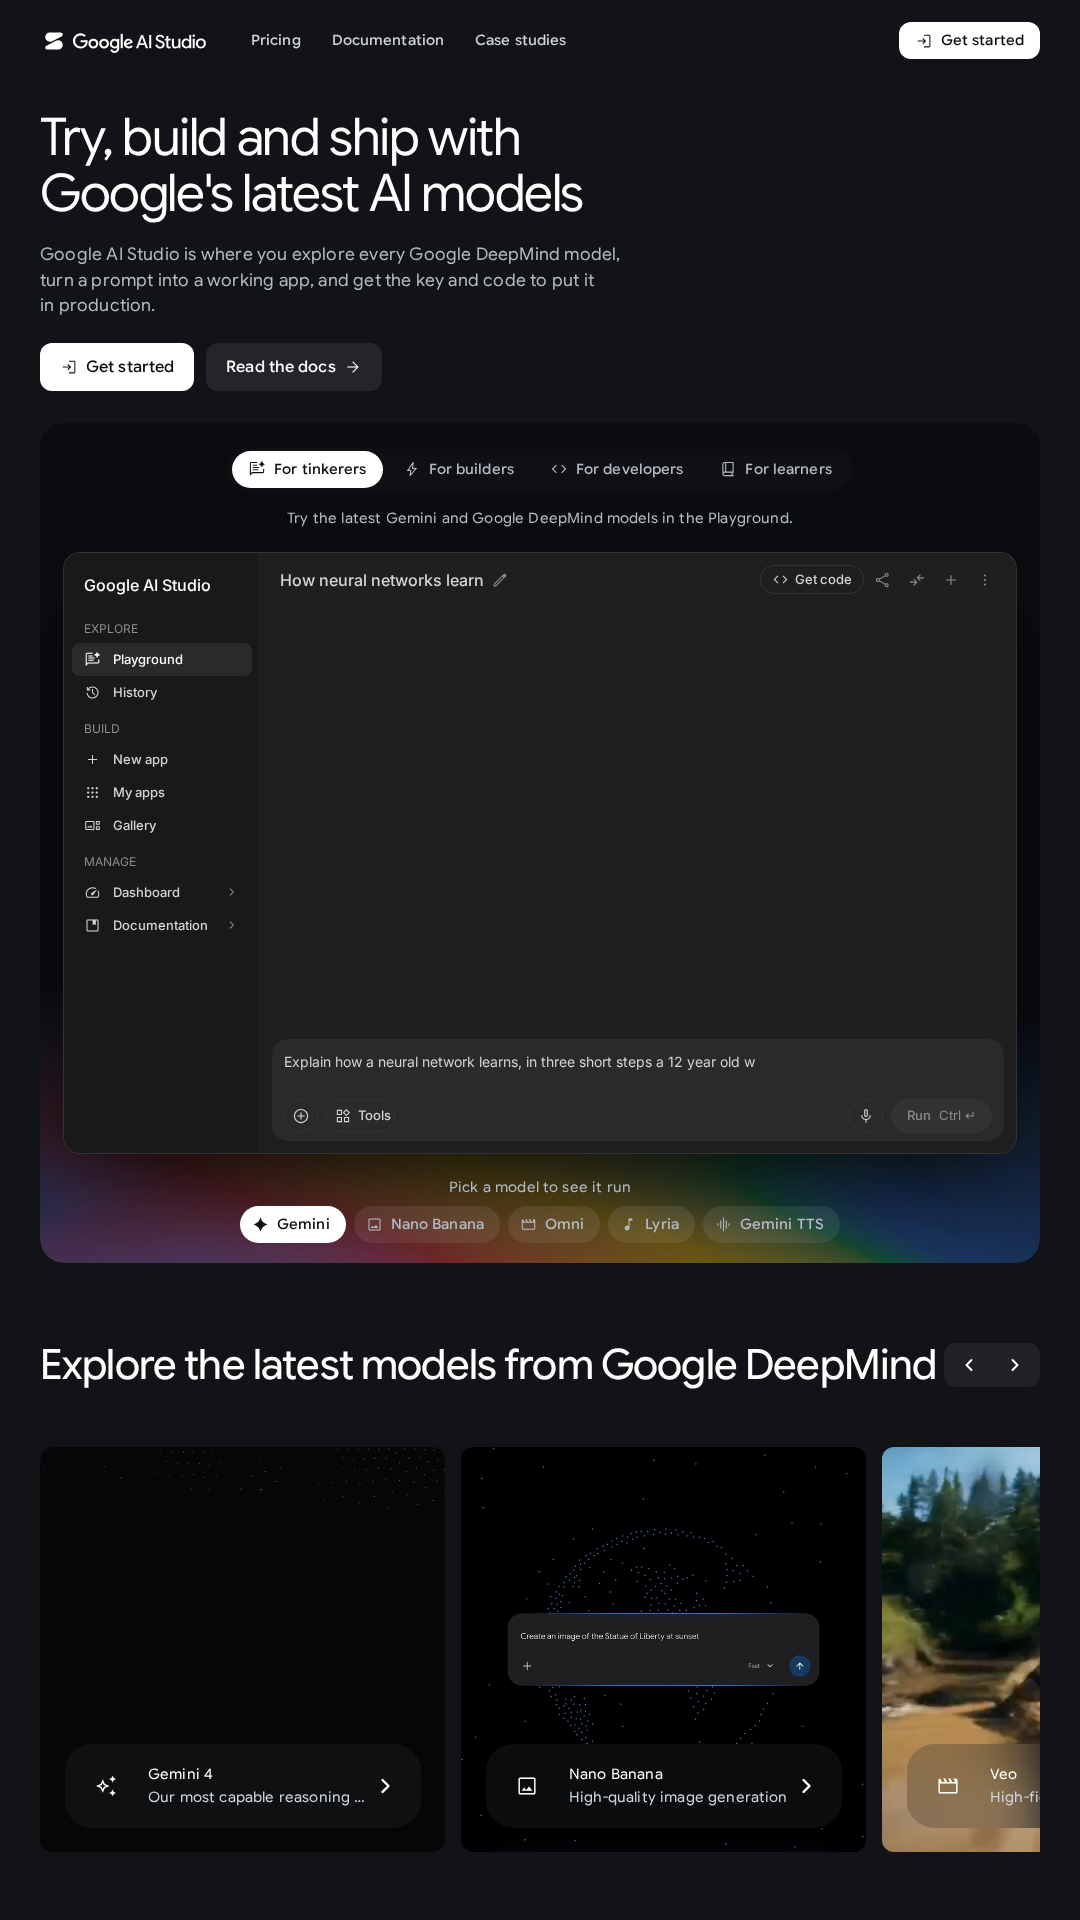 Google AI Studio
Pricing
Documentation
Case studies
Get started
Try, build and ship with
Google's latest AI models
Google AI Studio is where you explore every Google DeepMind model,
turn a prompt into a working app, and get the key and code to put it
in production.
Get started
Read the docs
For tinkerers
For builders
For developers
For learners
Try the latest Gemini and Google DeepMind models in the Playground.
Google AI Studio
How neural networks learn
Get code
EXPLORE
Playground
History
BUILD
New app
My apps
Gallery
MANAGE
Dashboard
Documentation
Explain how a neural network learns, in three short steps a 12 year old w
Tools
Run Ctrl ↵
Pick a model to see it run
Gemini
Nano Banana
Omni
Lyria
Gemini TTS
Explore the latest models from Google DeepMind
Create an image of the Statue of Liberty at sunset
Fast
Gemini 4
Our most capable reasoning ...
Nano Banana
High-quality image generation
Veo
High-fi